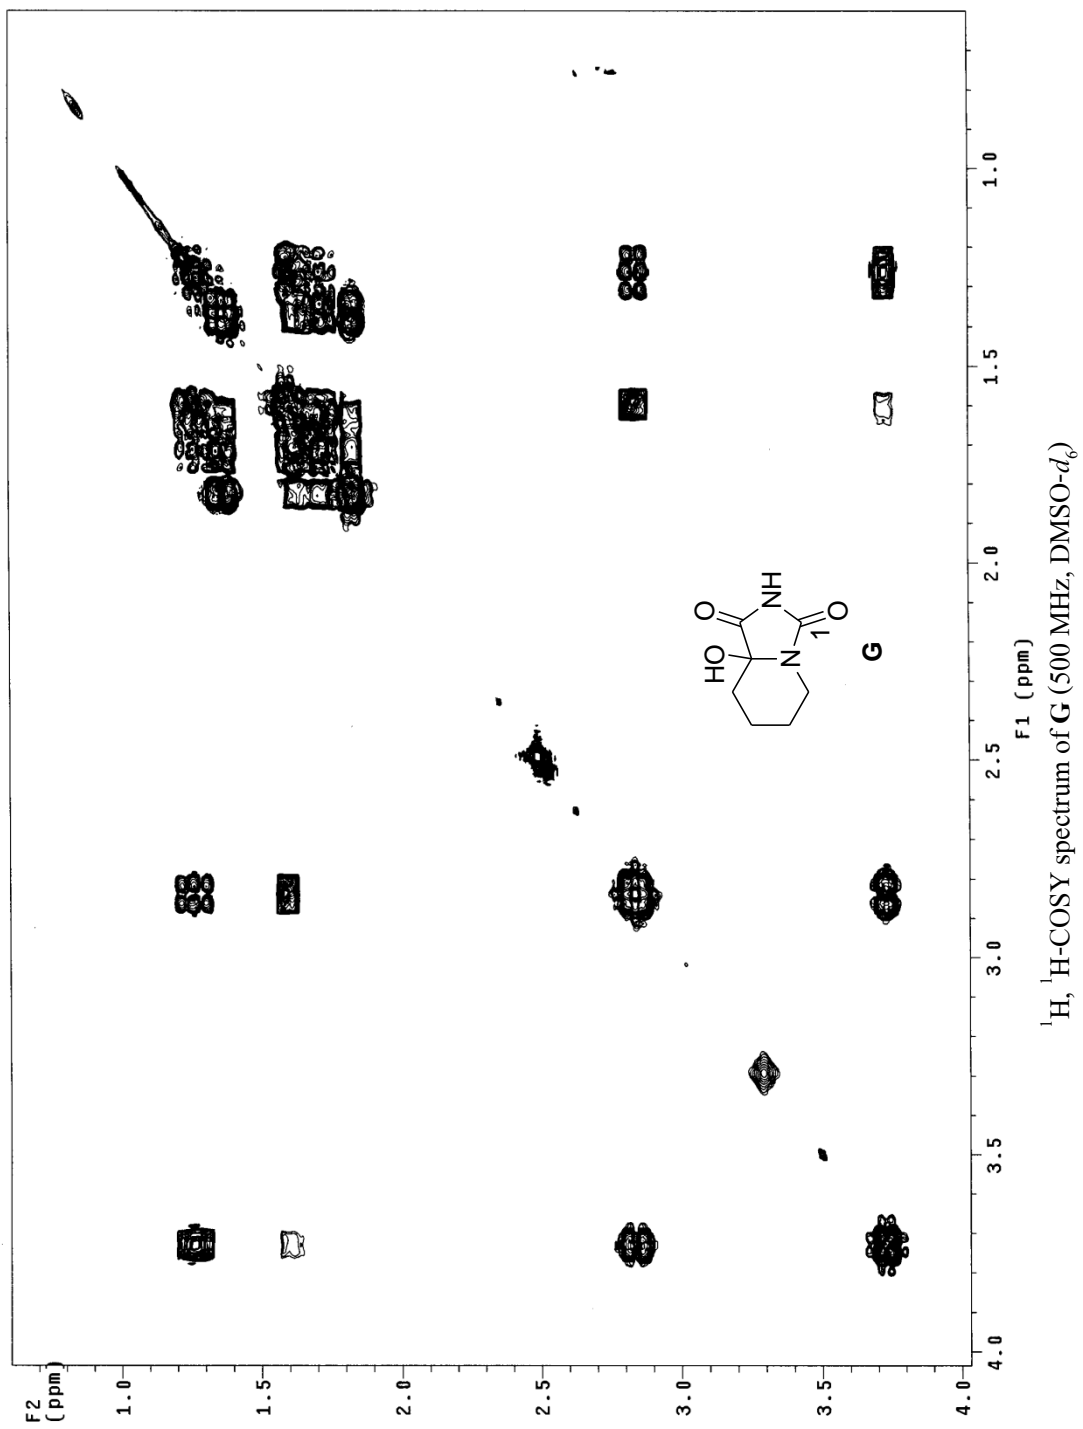 F2
(ppm)
1.0
1.5
2.0
2.5
3.0
3.5
4.0
4.0
3.5
3.0
2.5
2.0
1.5
1.0
F1 (ppm)
HO
O
NH
N
O
1
G
¹H, ¹H-COSY spectrum of G (500 MHz, DMSO-d₆)